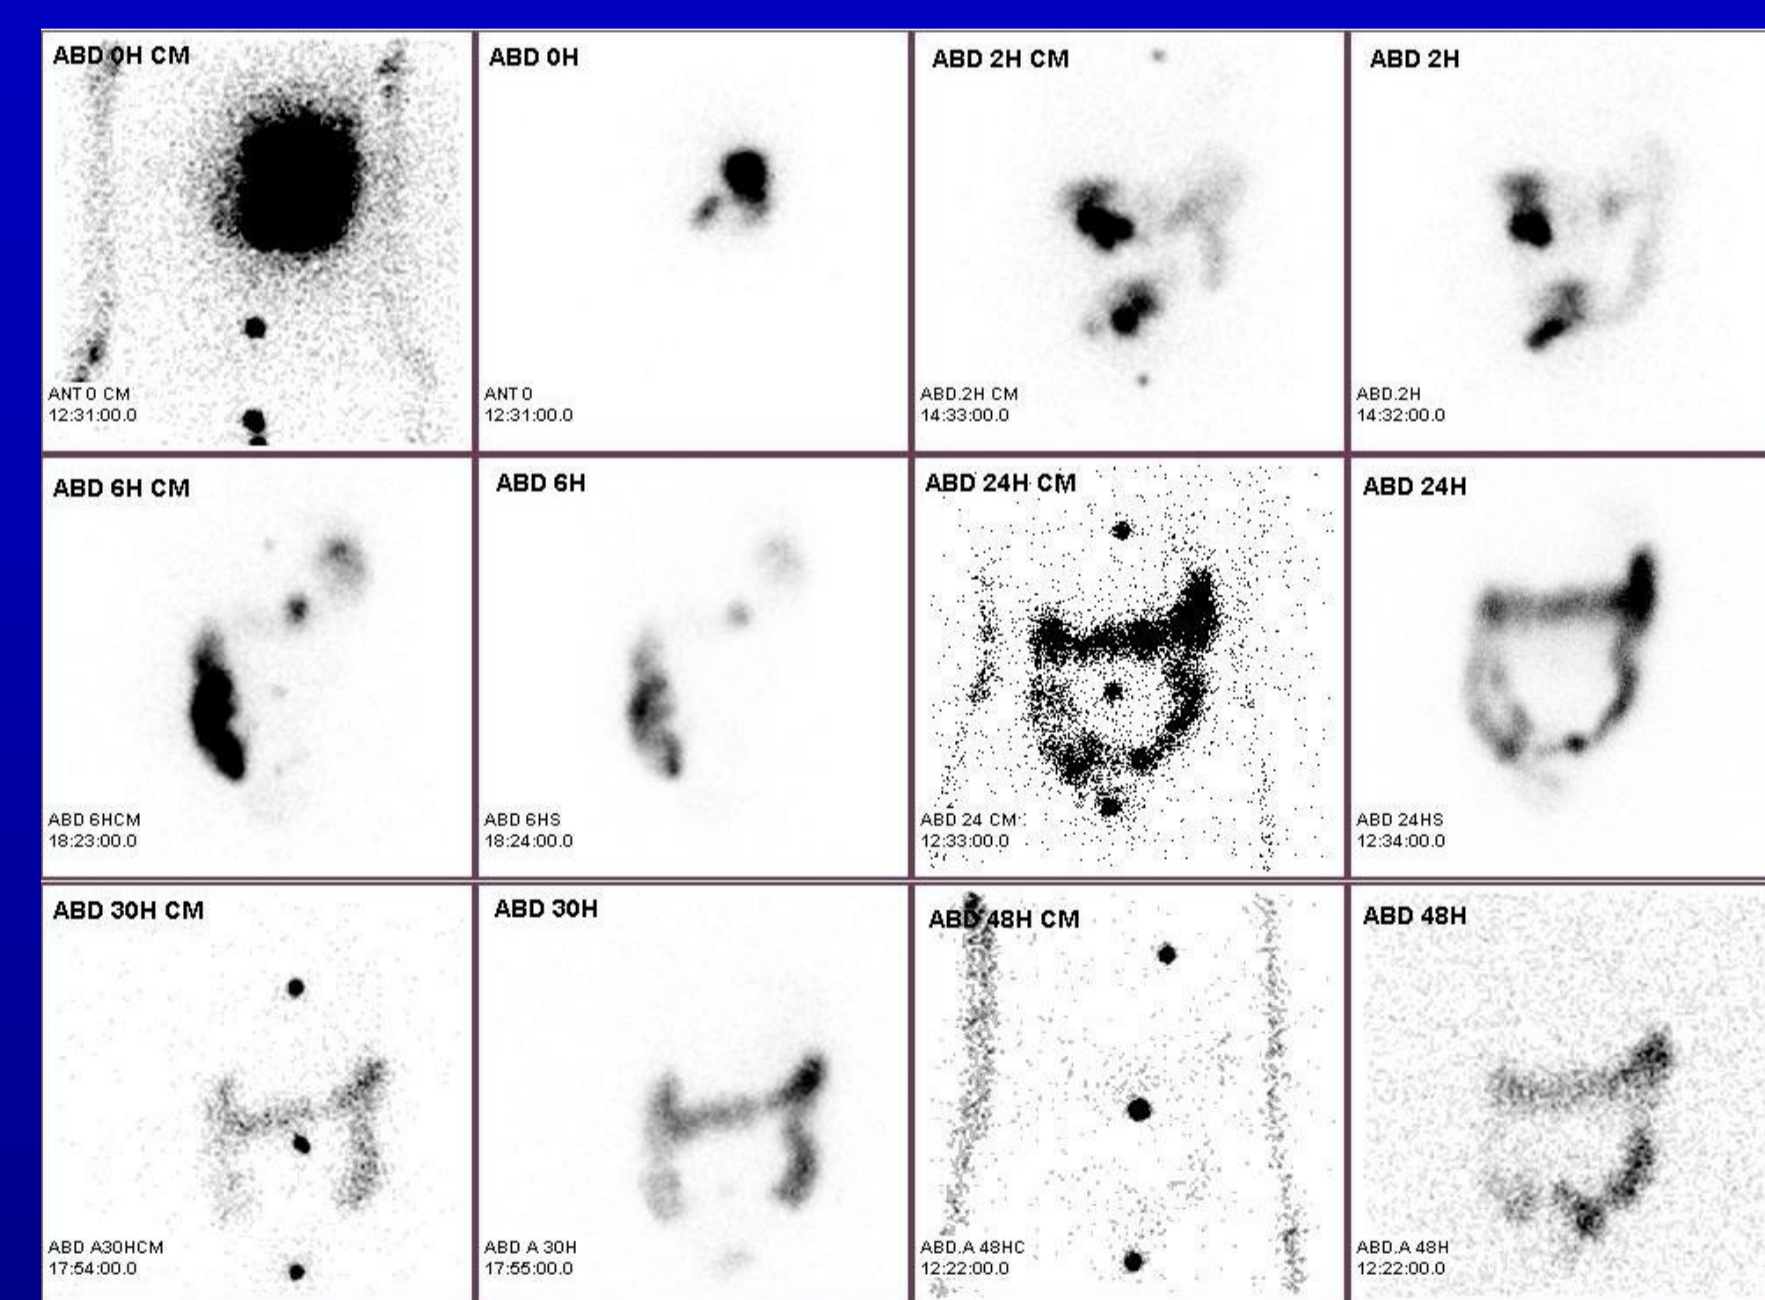 ABD 0H CM
ABD 0H
ABD 2H CM
ABD 2H
ANT 0 CM
12:31:00.0
ANT 0
12:31:00.0
ABD.2H CM
14:33:00.0
ABD.2H
14:32:00.0
ABD 6H CM
ABD 6H
ABD 24H CM
ABD 24H
ABD 6HCM
18:23:00.0
ABD 6HS
18:24:00.0
ABD 24 CM
12:33:00.0
ABD 24HS
12:34:00.0
ABD 30H CM
ABD 30H
ABD 48H CM
ABD 48H
ABD A30HCM
17:54:00.0
ABD A 30H
17:55:00.0
ABD.A 48HC
12:22:00.0
ABD.A 48H
12:22:00.0